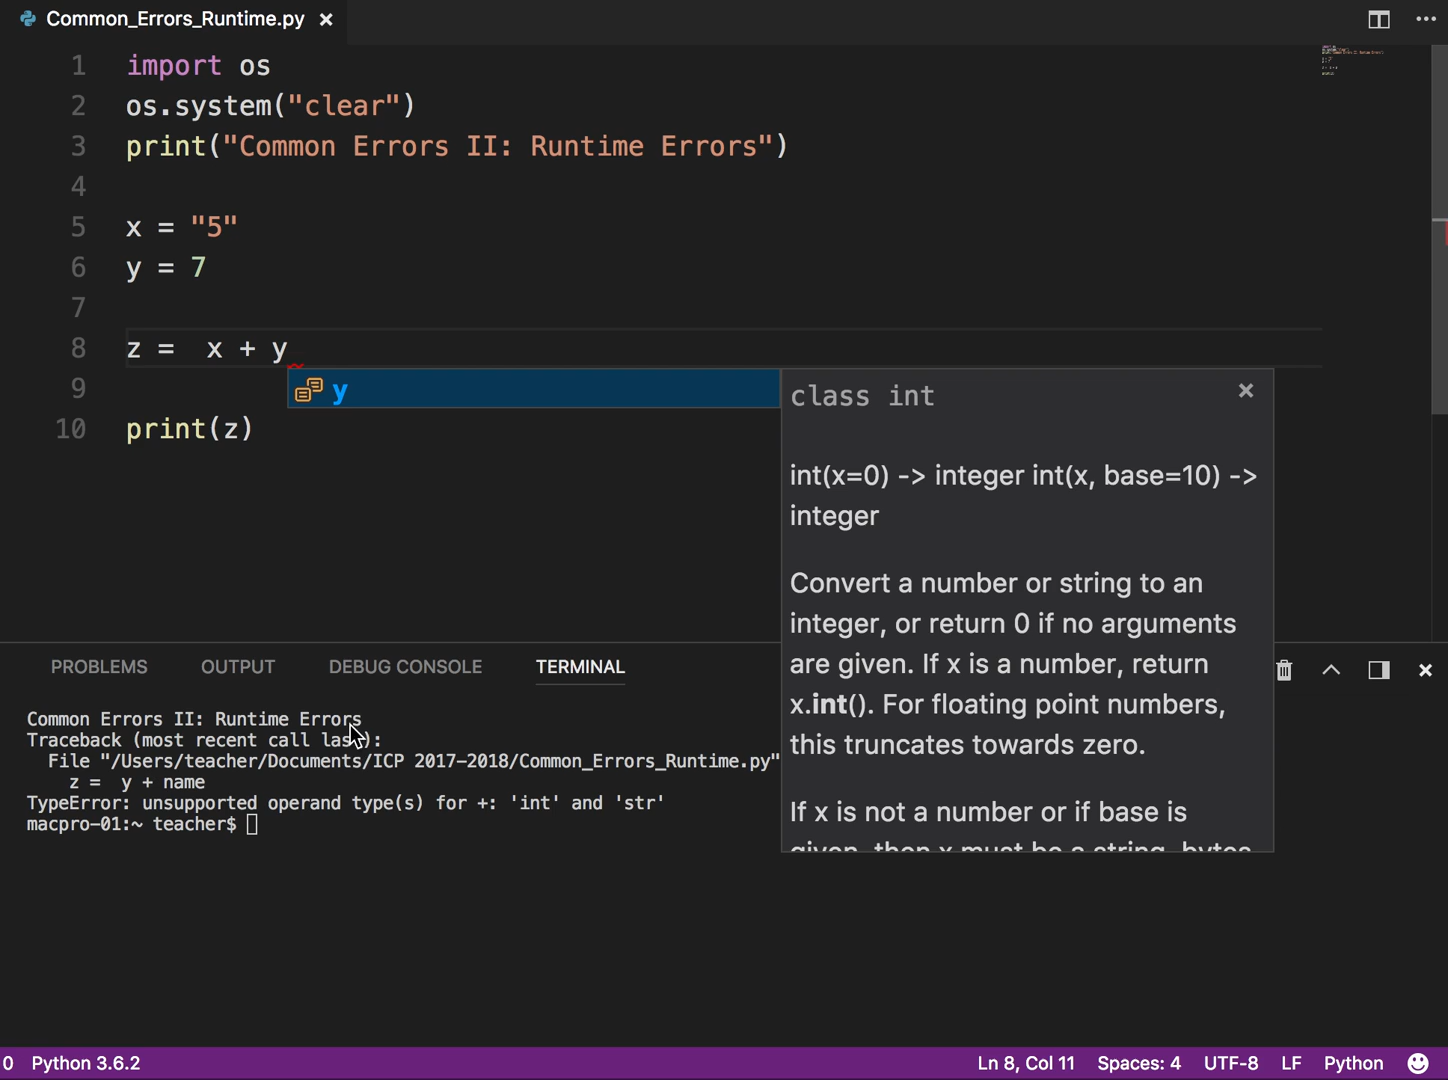 Common_Errors_Runtime.py
1 import os
2 os.system("clear")
3 print("Common Errors II: Runtime Errors")
4
5 x = "5"
6 y = 7
7
8 z =  x + y
9
10 print(z)
y
class int
int(x=0) -> integer int(x, base=10) ->
integer
Convert a number or string to an
integer, or return 0 if no arguments
are given. If x is a number, return
x.int(). For floating point numbers,
this truncates towards zero.
If x is not a number or if base is
given, then x must be a string, bytes
PROBLEMS OUTPUT DEBUG CONSOLE TERMINAL
Common Errors II: Runtime Errors
Traceback (most recent call last):
File "/Users/teacher/Documents/ICP 2017-2018/Common_Errors_Runtime.py"
z =  y + name
TypeError: unsupported operand type(s) for +: 'int' and 'str'
macpro-01:~ teacher$
0 Python 3.6.2 Ln 8, Col 11 Spaces: 4 UTF-8 LF Python